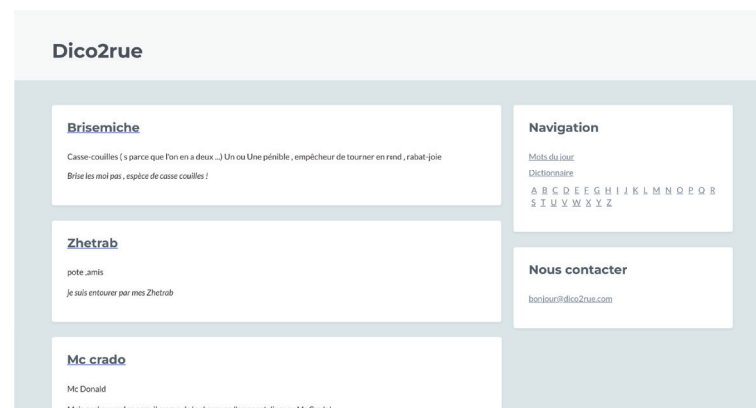 Dico2rue
Brisemiche
Casse-couilles ( s parce que l'on en a deux ...) Un ou Une pénible , empêcheur de tourner en rend , rabat-joie
Brise les moi pas , espèce de casse couilles !
Zhetrab
pote ,amis
je suis entourer par mes Zhetrab
Mc crado
Mc Donald
Navigation
Mots du jour
Dictionnaire
A B C D E F G H I J K L M N O P Q R
S T U V W X Y Z
Nous contacter
bonjour@dico2rue.com